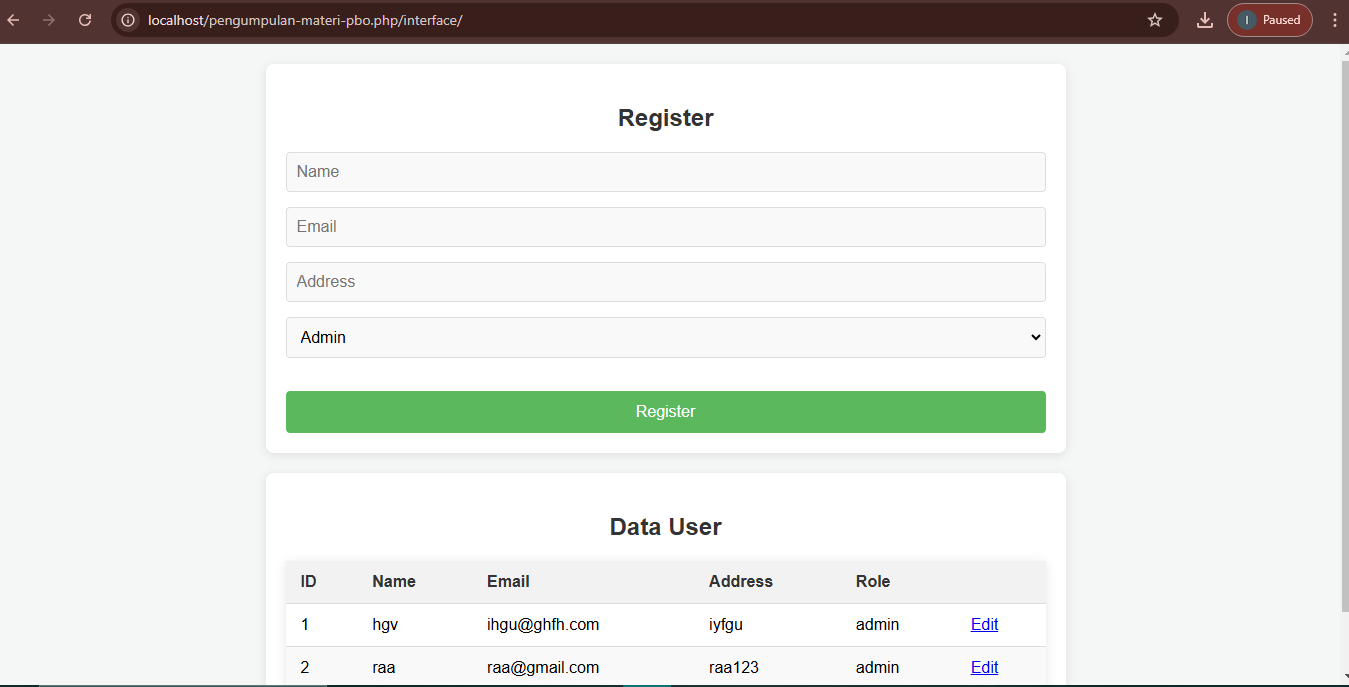 localhost/pengumpulan-materi-pbo.php/interface/
I Paused
Register
Name
Email
Address
Admin
Register
Data User
ID Name Email Address Role
1 hgv ihgu@ghfh.com iyfgu admin Edit
2 raa raa@gmail.com raa123 admin Edit